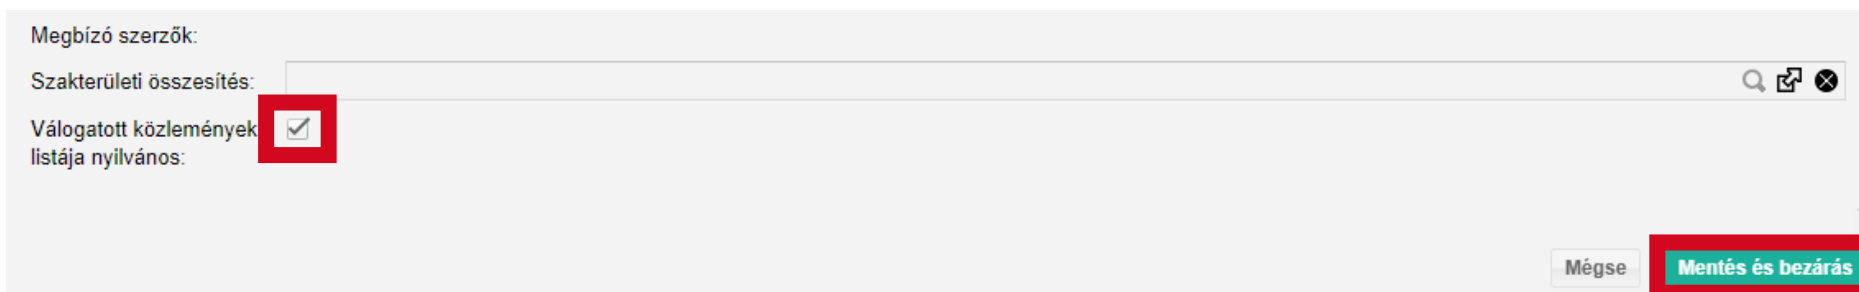 Megbízó szerzők:
Szakterületi összesítés:
Válogatott közlemények
listája nyilvános:
Mégse
Mentés és bezárás